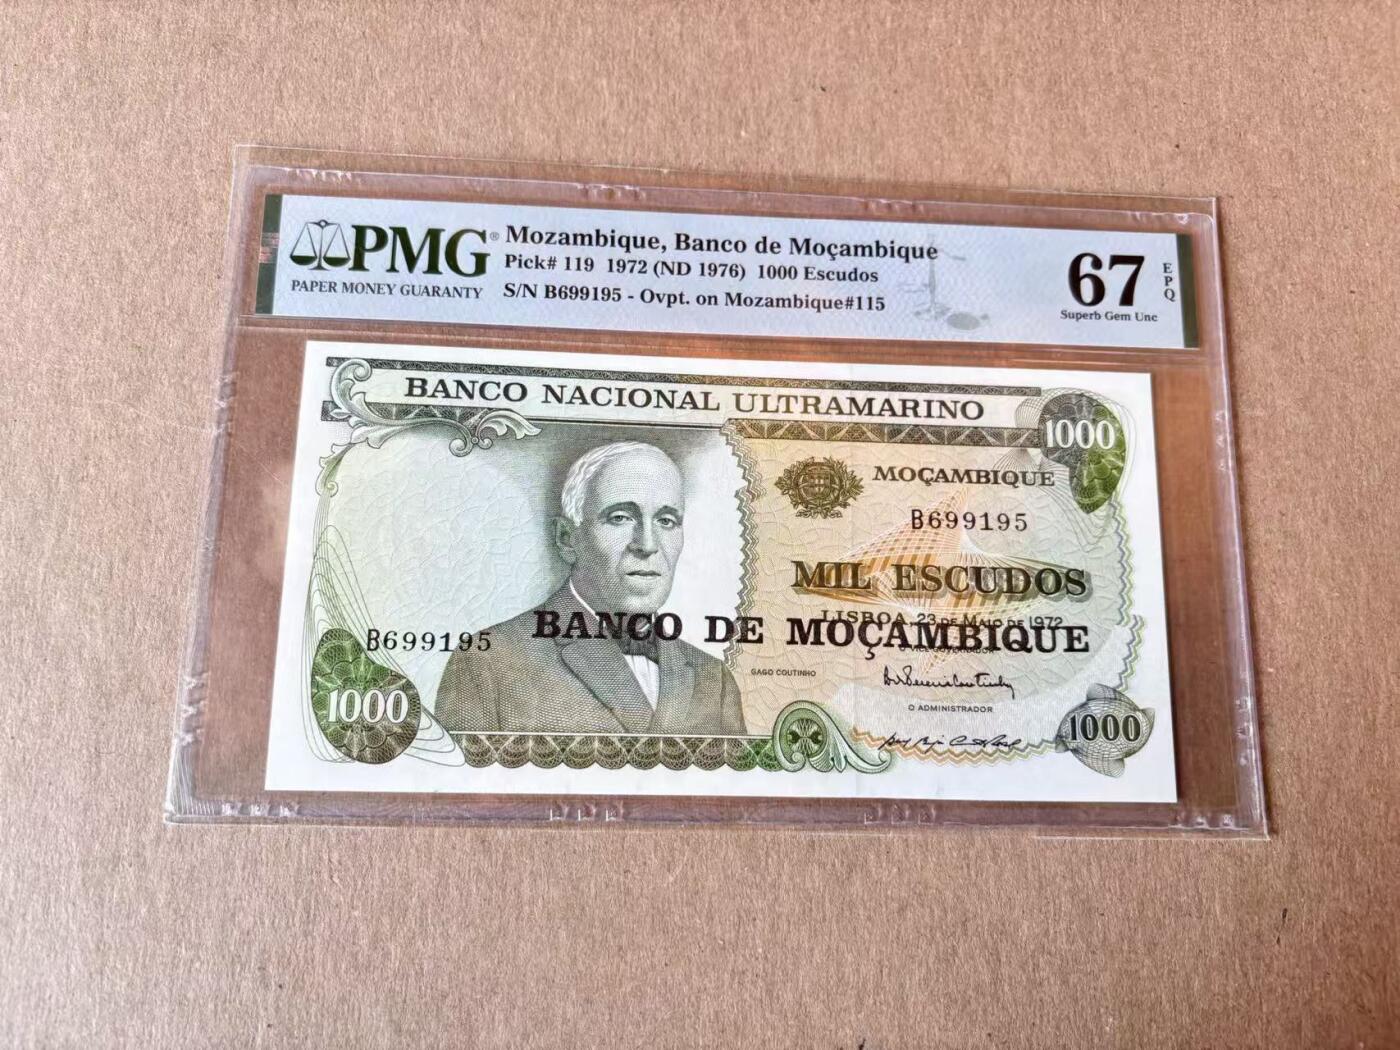 PMG®
PAPER MONEY GUARANTY
Mozambique, Banco de Moçambique
Pick# 119 1972 (ND 1976) 1000 Escudos
S/N B699195 - Ovpt. on Mozambique#115
67
EPQ
Superb Gem Unc
BANCO NACIONAL ULTRAMARINO
1000
MOÇAMBIQUE
B699195
MIL ESCUDOS
LISBOA, 23 DE MAIO DE 1972
BANCO DE MOÇAMBIQUE
B699195
O VICE-GOVERNADOR
GAGO COUTINHO
O ADMINISTRADOR
1000
1000